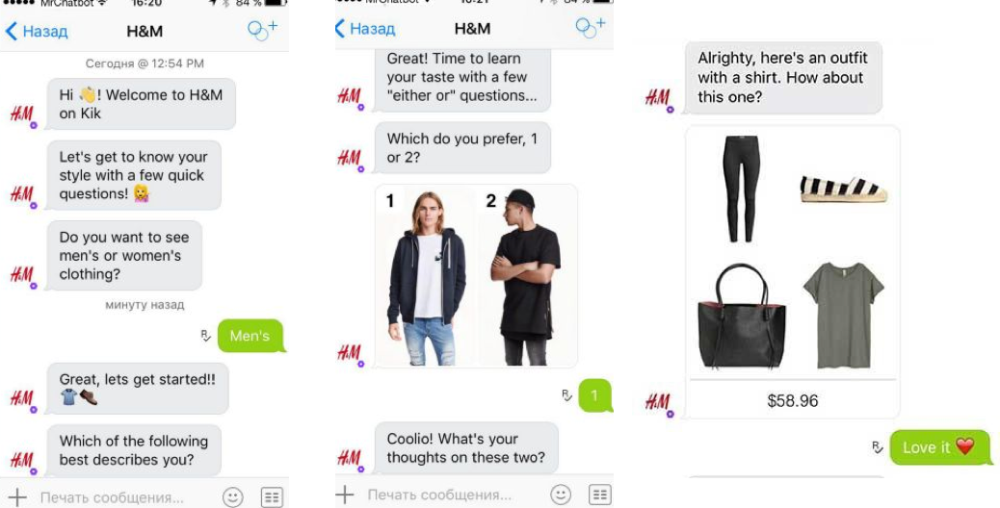 MrChatbot 16:20 84 %
Назад H&M
Сегодня @ 12:54 PM
Hi 👋! Welcome to H&M
on Kik
H&M
Let's get to know your
style with a few quick
questions! 💁
H&M
Do you want to see
men's or women's
clothing?
H&M
минуту назад
R Men's
Great, lets get started!!
👕👞
H&M
Which of the following
best describes you?
H&M
Печать сообщения...
MrChatbot 16:21 84 %
Назад H&M
Great! Time to learn
your taste with a few
"either or" questions...
H&M
Which do you prefer, 1
or 2?
H&M
1 2
H&M
R 1
Coolio! What's your
thoughts on these two?
H&M
Печать сообщения...
Alrighty, here's an outfit
with a shirt. How about
this one?
H&M
$58.96
H&M
R Love it ❤️